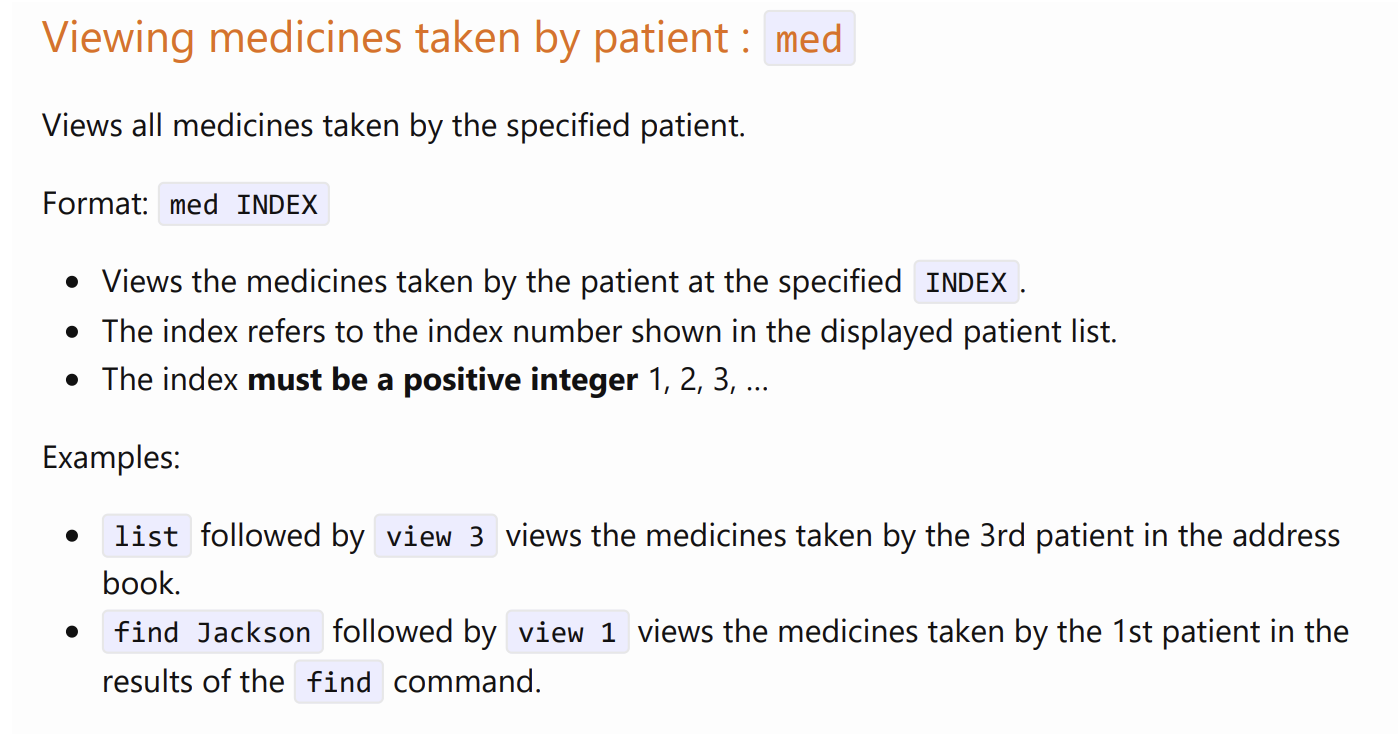 Viewing medicines taken by patient : med
Views all medicines taken by the specified patient.
Format: med INDEX
• Views the medicines taken by the patient at the specified INDEX.
• The index refers to the index number shown in the displayed patient list.
• The index must be a positive integer 1, 2, 3, …
Examples:
• list followed by view 3 views the medicines taken by the 3rd patient in the address
book.
• find Jackson followed by view 1 views the medicines taken by the 1st patient in the
results of the find command.